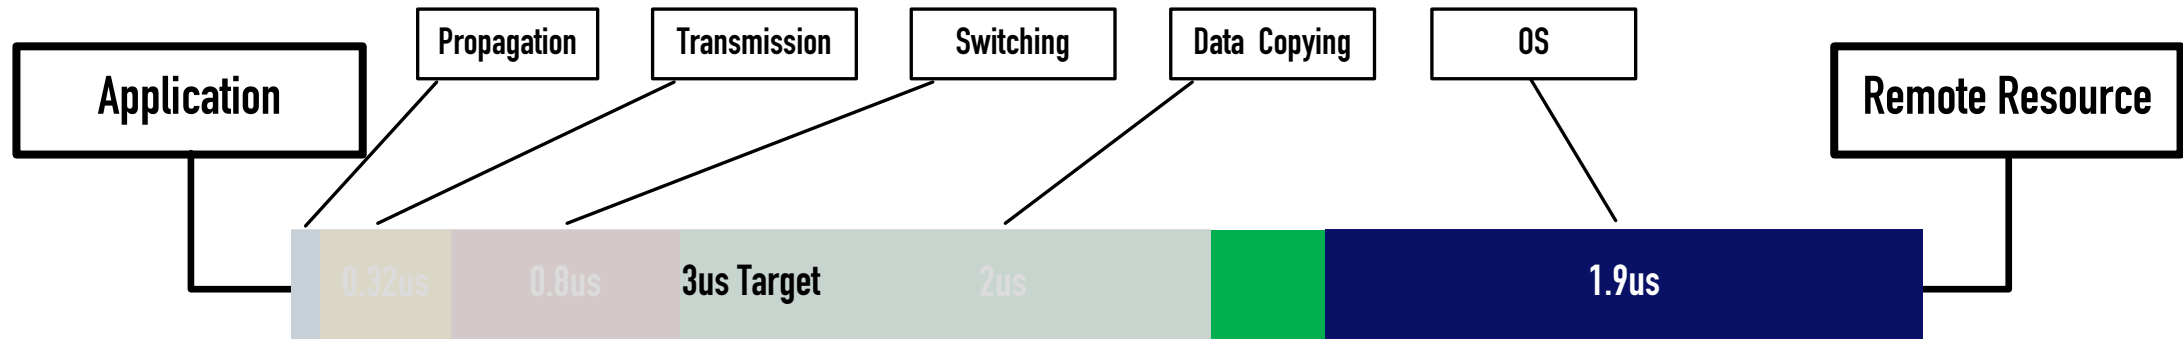 Propagation
Transmission
Switching
Data Copying
OS
Application
Remote Resource
0.32us
0.8us
3us Target
2us
1.9us